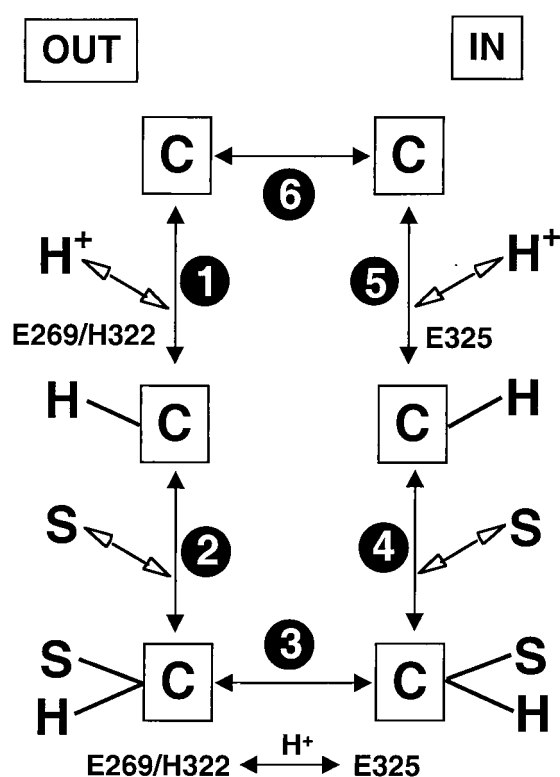 OUT IN
C C
6
H+ H+
1 5
E269/H322 E325
H C C H
S S
2 4
3
S C C S
H H
H+
E269/H322 E325